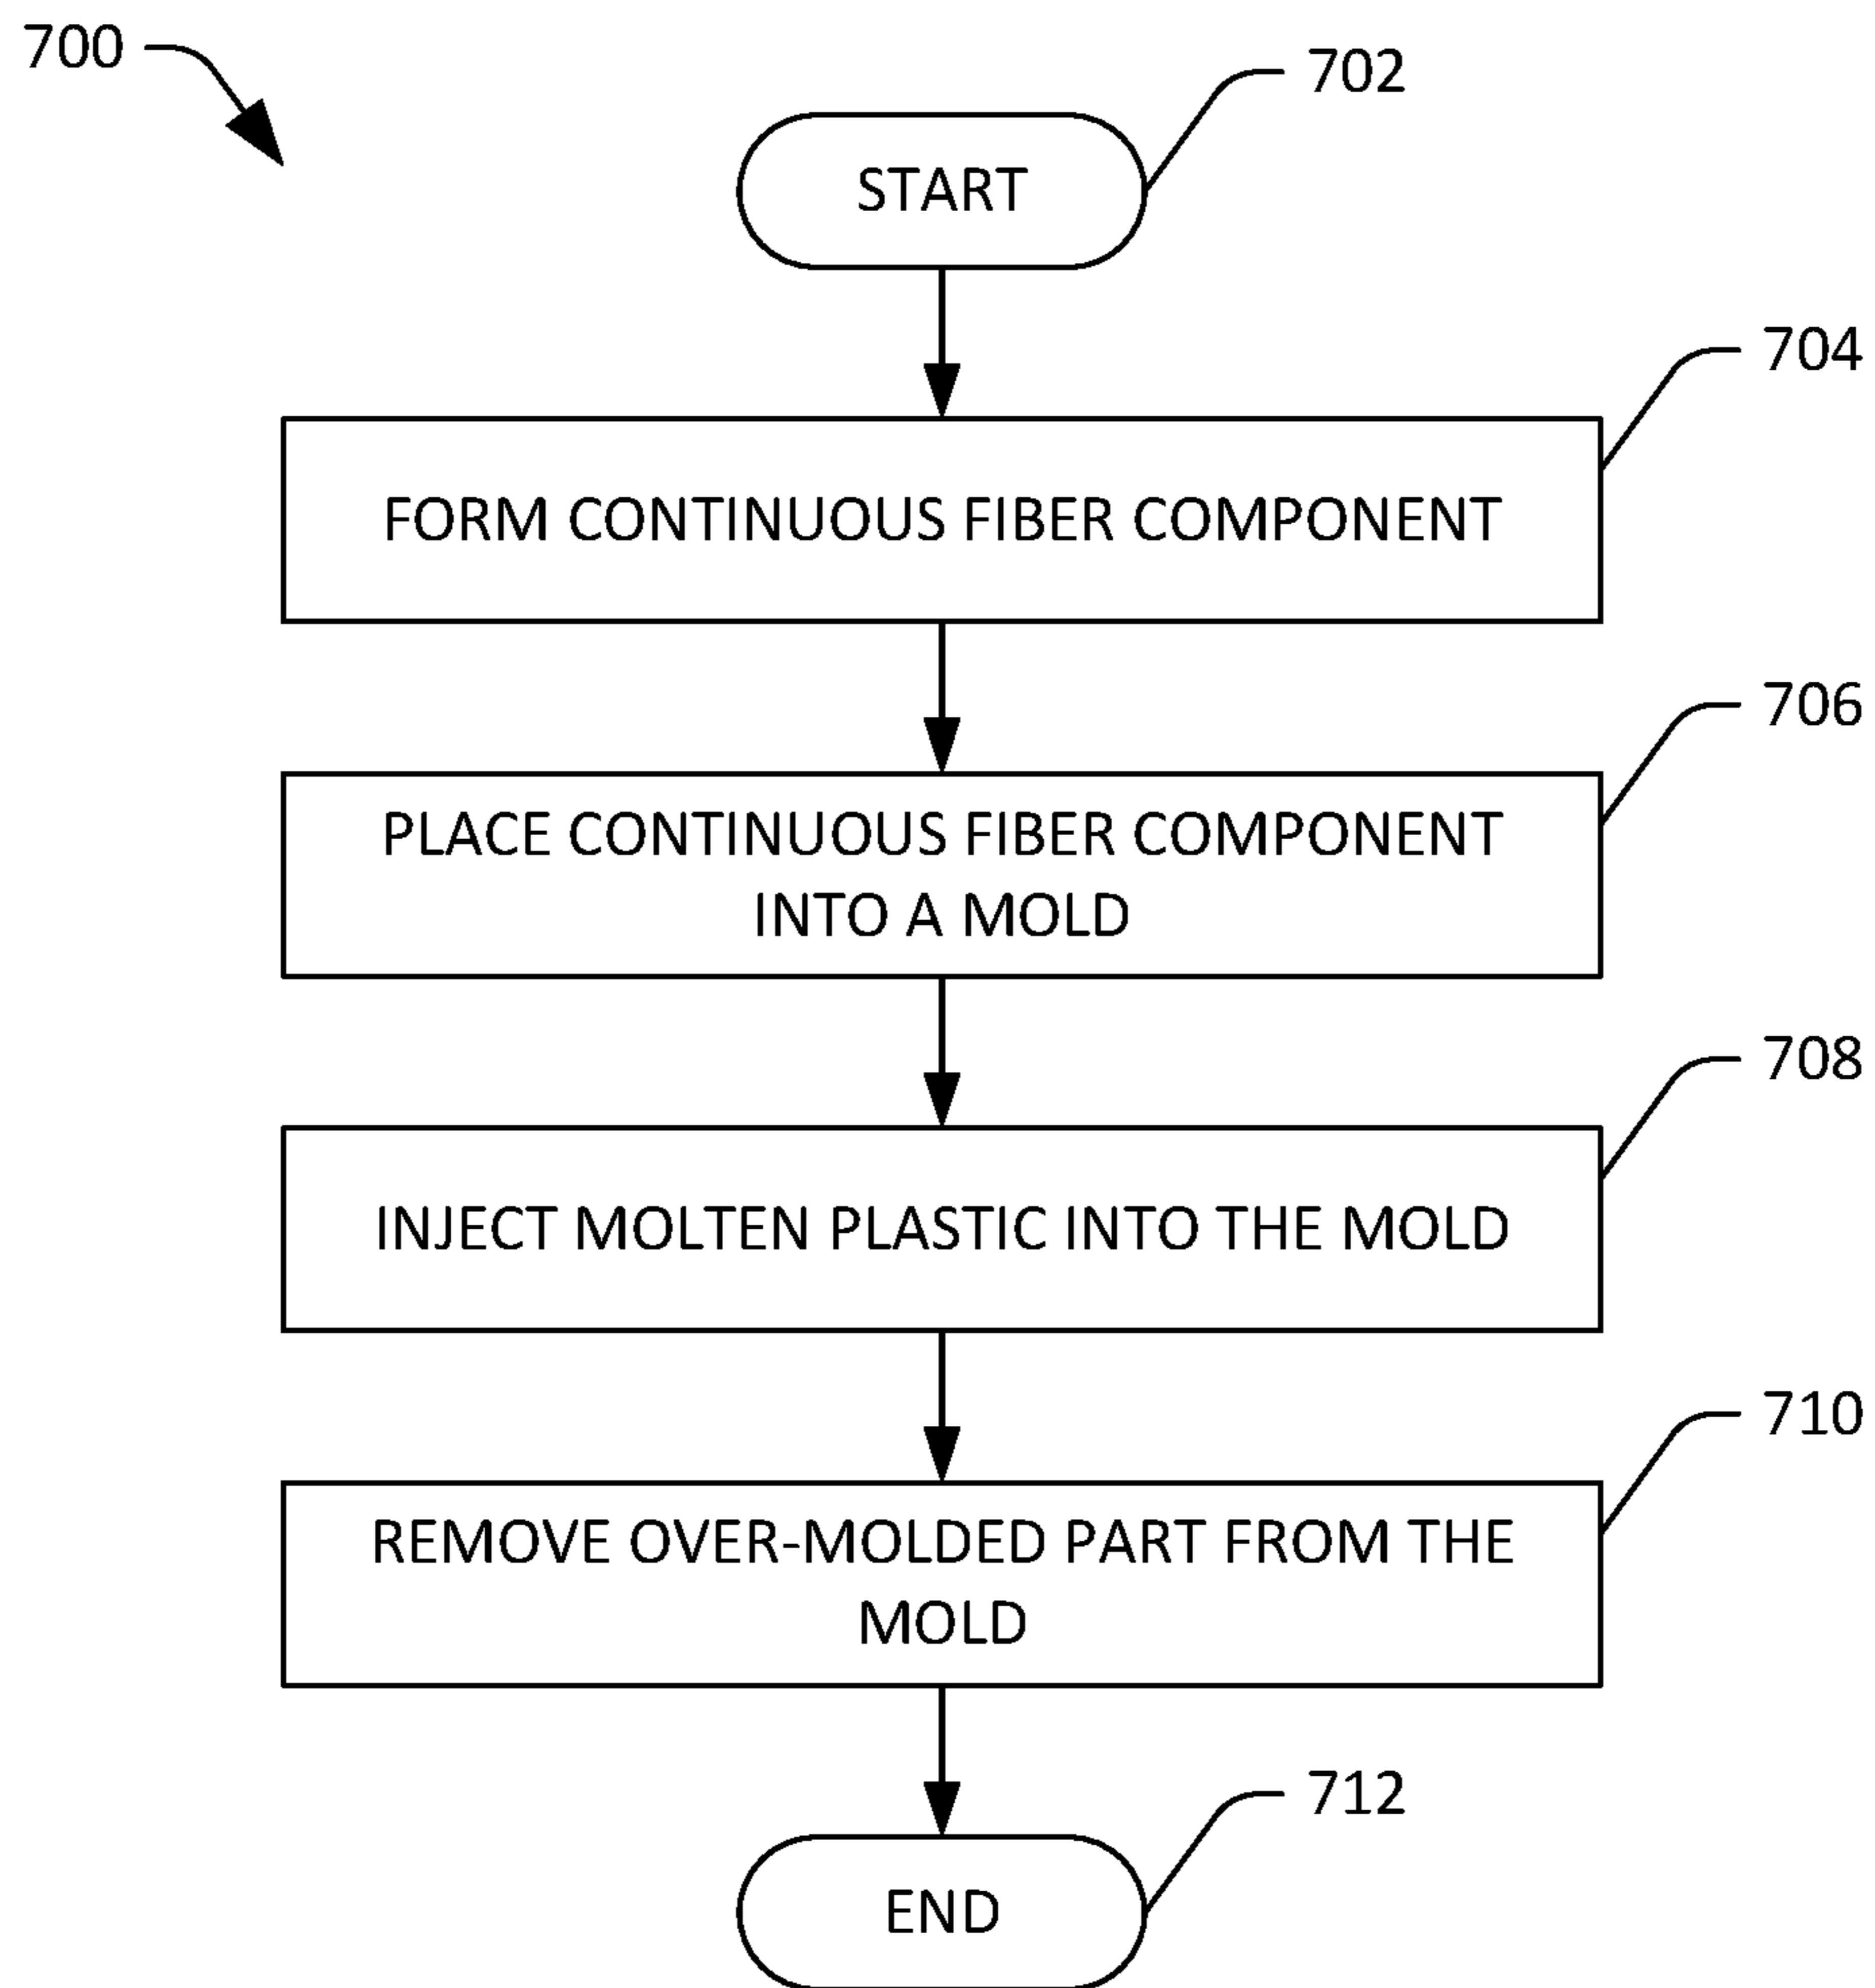 700
702
START
704
FORM CONTINUOUS FIBER COMPONENT
706
PLACE CONTINUOUS FIBER COMPONENT
INTO A MOLD
708
INJECT MOLTEN PLASTIC INTO THE MOLD
710
REMOVE OVER-MOLDED PART FROM THE
MOLD
712
END